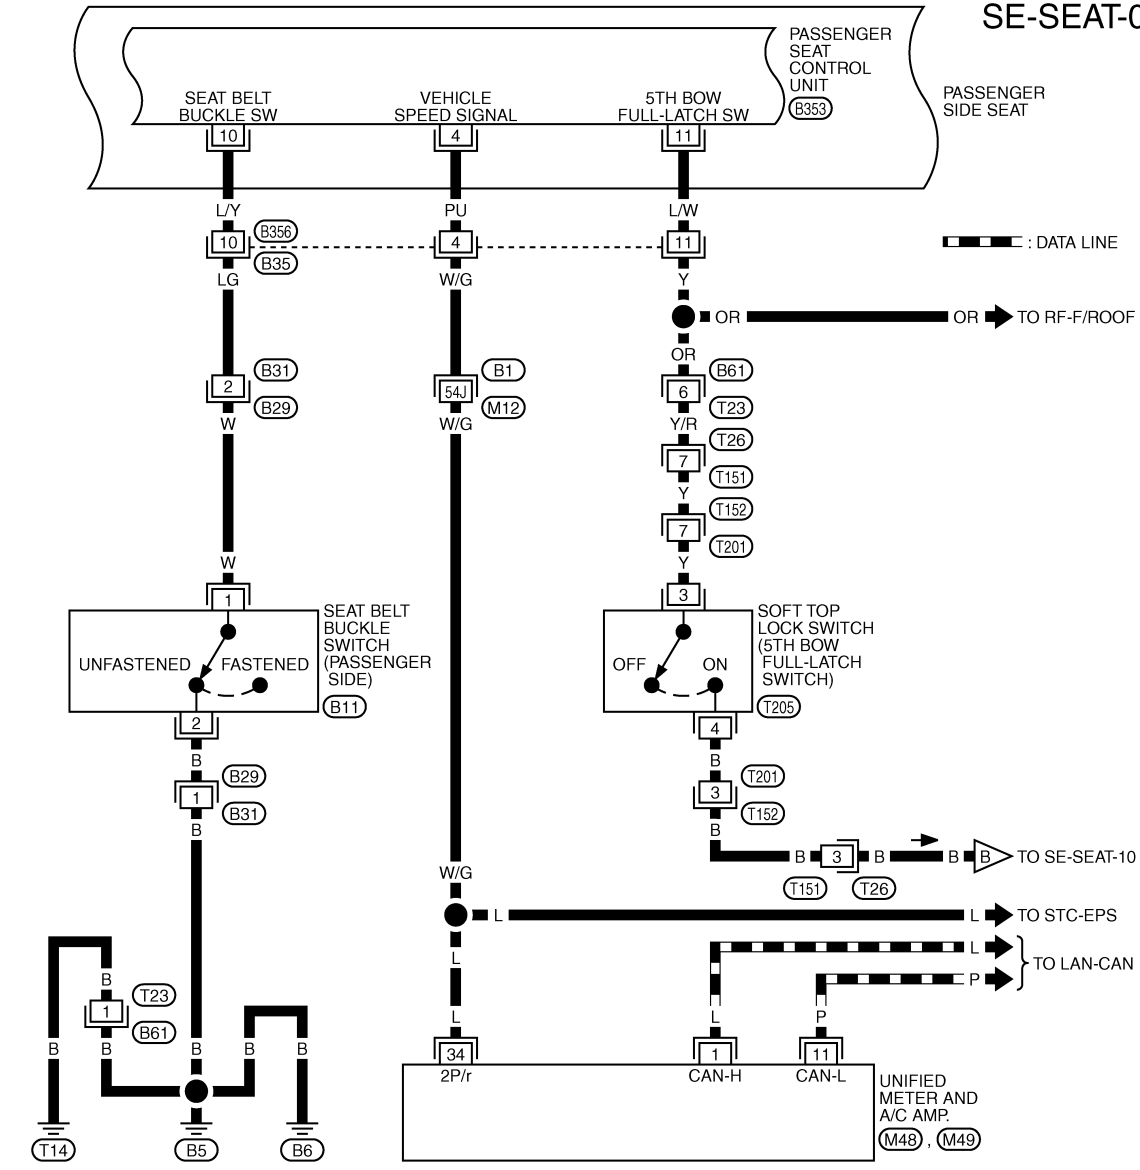 SE-SEAT-0
PASSENGER
SEAT
CONTROL
UNIT
B353
PASSENGER
SIDE SEAT
SEAT BELT
BUCKLE SW
VEHICLE
SPEED SIGNAL
5TH BOW
FULL-LATCH SW
10 4 11
L/Y PU L/W
10 B356 4 11
B35
: DATA LINE
LG W/G Y
OR OR TO RF-F/ROOF
OR
2 B31
B29
54J B1
M12
6 B61
T23
W W/G Y/R
7 T26
T151
Y
7 T152
T201
W Y
1 3
SEAT BELT
BUCKLE
SWITCH
(PASSENGER
SIDE)
B11
UNFASTENED FASTENED
SOFT TOP
LOCK SWITCH
(5TH BOW
FULL-LATCH
SWITCH)
T205
OFF ON
2 4
B B
1 B29
B31
3 T201
T152
B B
B 3 B B B TO SE-SEAT-10
T151 T26
W/G
L L TO STC-EPS
L L TO LAN-CAN
P
B
1 T23
B61
L L P
B B B B B
34 1 11
2P/r CAN-H CAN-L
UNIFIED
METER AND
A/C AMP.
M48 , M49
T14 B5 B6